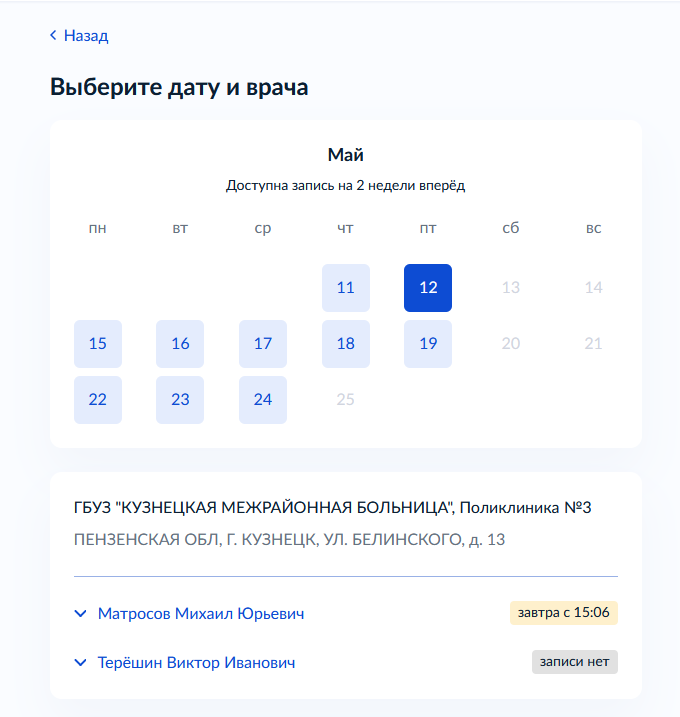 Назад
Выберите дату и врача
Май
Доступна запись на 2 недели вперёд
пн вт ср чт пт сб вс
11 12 13 14
15 16 17 18 19 20 21
22 23 24 25
ГБУЗ "КУЗНЕЦКАЯ МЕЖРАЙОННАЯ БОЛЬНИЦА", Поликлиника №3
ПЕНЗЕНСКАЯ ОБЛ, Г. КУЗНЕЦК, УЛ. БЕЛИНСКОГО, д. 13
Матросов Михаил Юрьевич завтра с 15:06
Терёшин Виктор Иванович записи нет